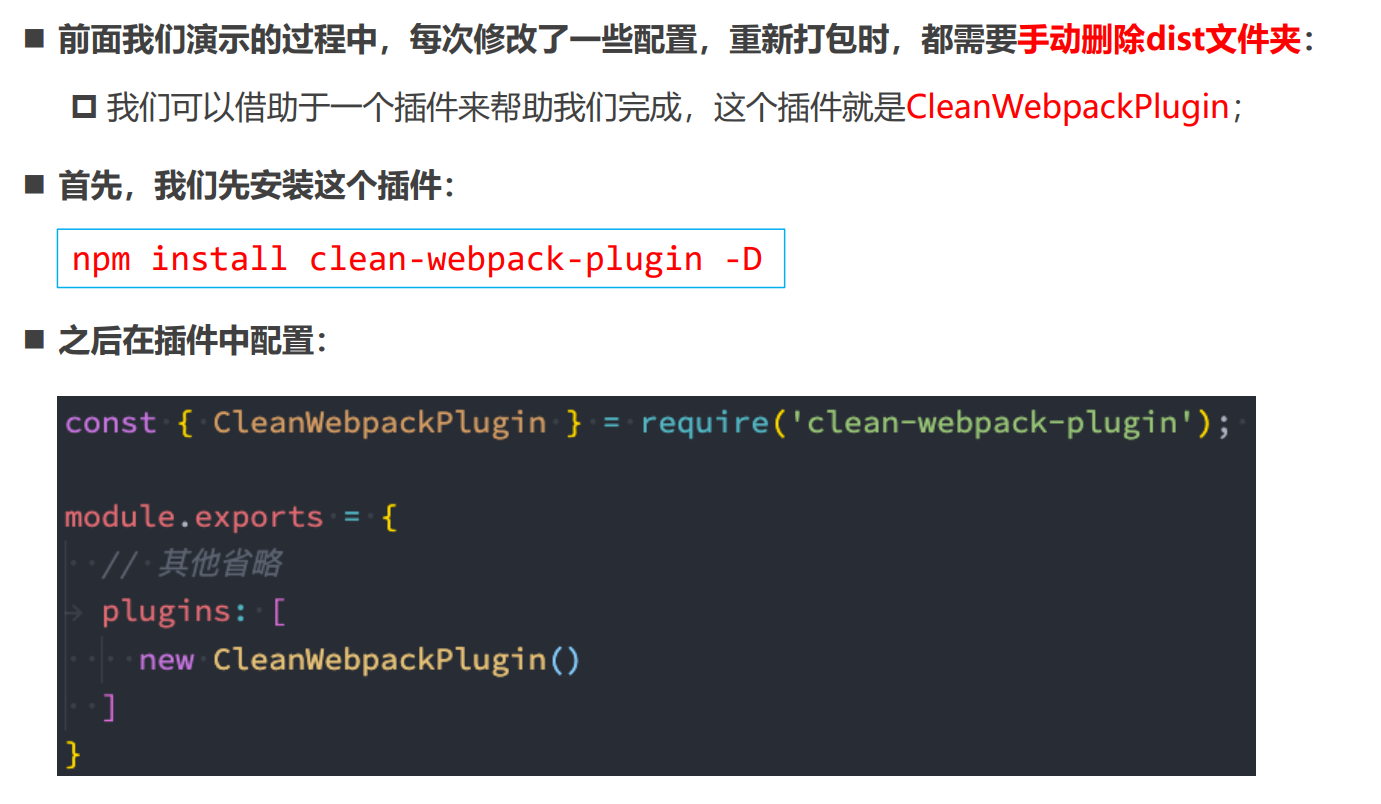 前面我们演示的过程中，每次修改了一些配置，重新打包时，都需要手动删除dist文件夹：
我们可以借助于一个插件来帮助我们完成，这个插件就是CleanWebpackPlugin；
首先，我们先安装这个插件：
npm install clean-webpack-plugin -D
之后在插件中配置：
const { CleanWebpackPlugin } = require('clean-webpack-plugin');
module.exports = {
// 其他省略
plugins: [
new CleanWebpackPlugin()
]
}